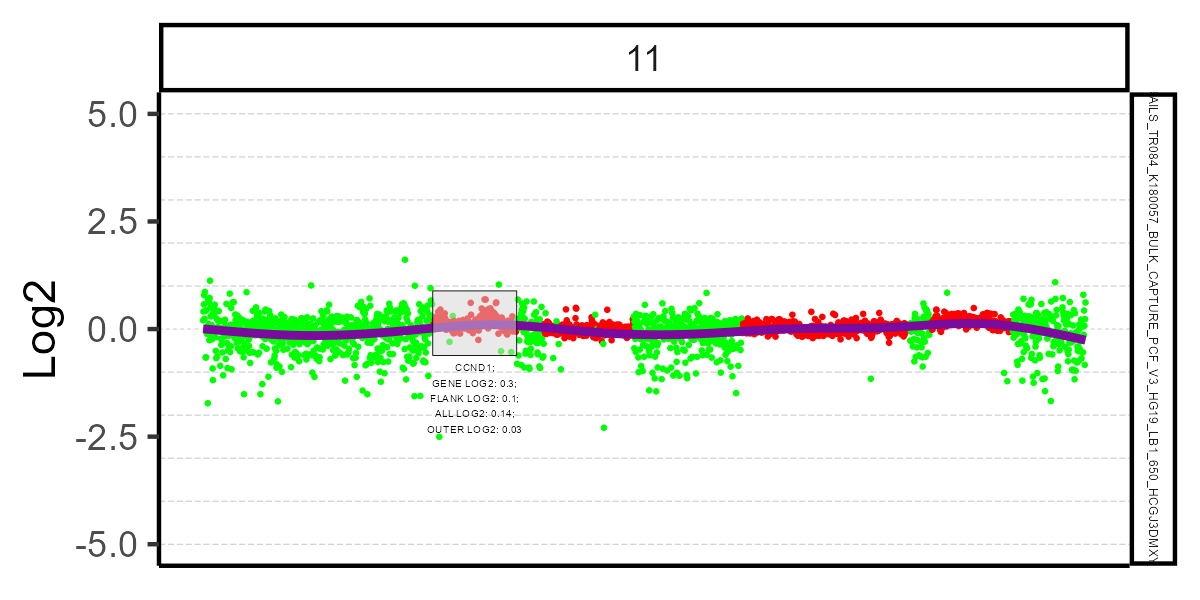 11
Log2
5.0
2.5
0.0
-2.5
-5.0
CCND1;
GENE LOG2: 0.3;
FLANK LOG2: 0.1;
ALL LOG2: 0.14;
OUTER LOG2: 0.03
AILS_TR084_K180057_BULK_CAPTURE_PCF_V3_HG19_LB1_650_HCGJ3DMXY